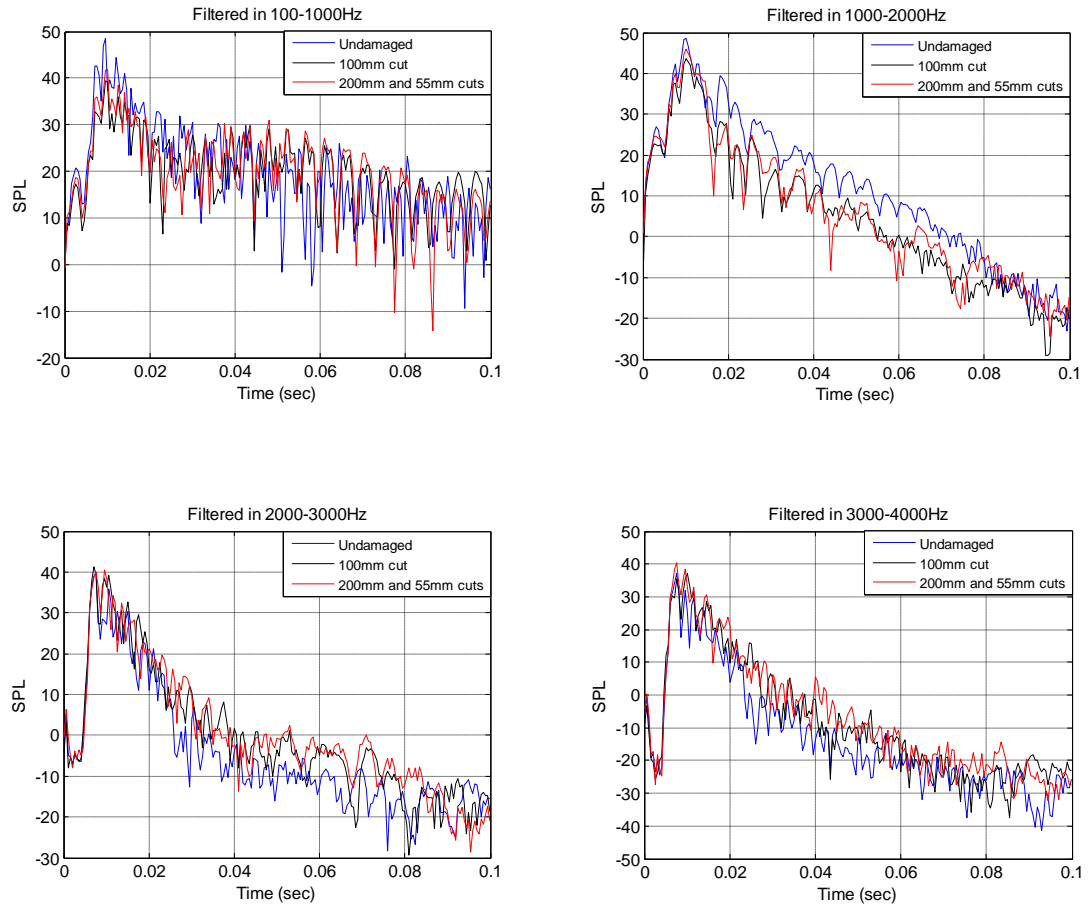 Filtered in 100-1000Hz
50
40
30
20
10
0
-10
-20
SPL
Undamaged
100mm cut
200mm and 55mm cuts
0 0.02 0.04 0.06 0.08 0.1
Time (sec)
Filtered in 1000-2000Hz
50
40
30
20
10
0
-10
-20
-30
SPL
Undamaged
100mm cut
200mm and 55mm cuts
0 0.02 0.04 0.06 0.08 0.1
Time (sec)
Filtered in 2000-3000Hz
50
40
30
20
10
0
-10
-20
-30
SPL
Undamaged
100mm cut
200mm and 55mm cuts
0 0.02 0.04 0.06 0.08 0.1
Time (sec)
Filtered in 3000-4000Hz
50
40
30
20
10
0
-10
-20
-30
-40
-50
SPL
Undamaged
100mm cut
200mm and 55mm cuts
0 0.02 0.04 0.06 0.08 0.1
Time (sec)